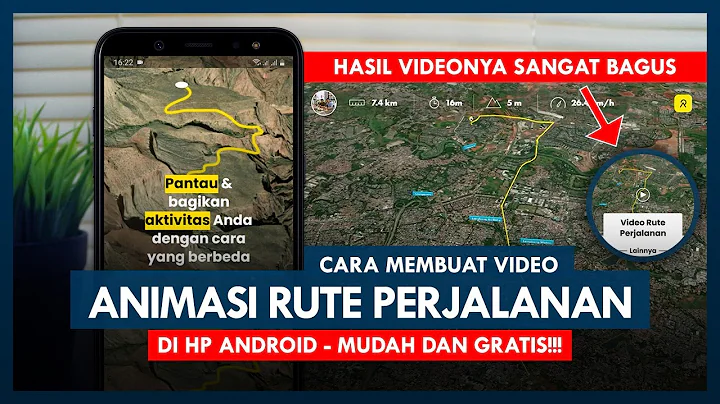 HASIL VIDEONYA SANGAT BAGUS
16.22
7.4 km
16m
5 m
Pantau &
bagikan
aktivitas Anda
dengan cara
yang berbeda
Video Rute
Perjalanan
Lainnya
CARA MEMBUAT VIDEO
ANIMASI RUTE PERJALANAN
DI HP ANDROID - MUDAH DAN GRATIS!!!